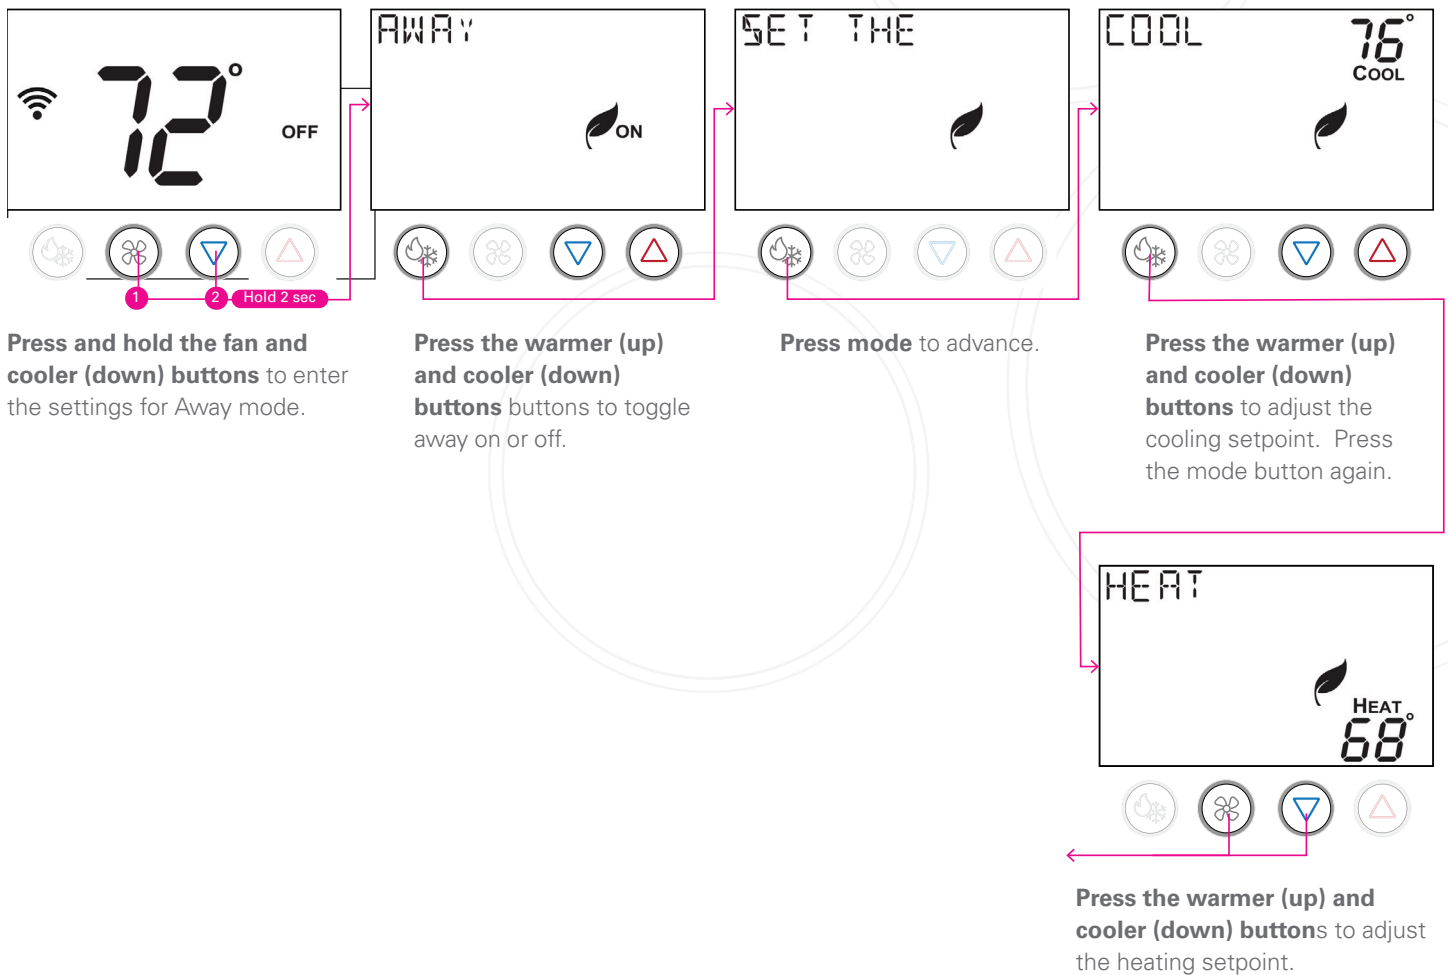 72°
OFF
1
2
Hold 2 sec
Press and hold the fan and
cooler (down) buttons to enter
the settings for Away mode.
AWAY
ON
Press the warmer (up)
and cooler (down)
buttons buttons to toggle
away on or off.
SET THE
Press mode to advance.
COOL
76°
COOL
Press the warmer (up)
and cooler (down)
buttons to adjust the
cooling setpoint.  Press
the mode button again.
HEAT
HEAT
68°
Press the warmer (up) and
cooler (down) buttons to adjust
the heating setpoint.